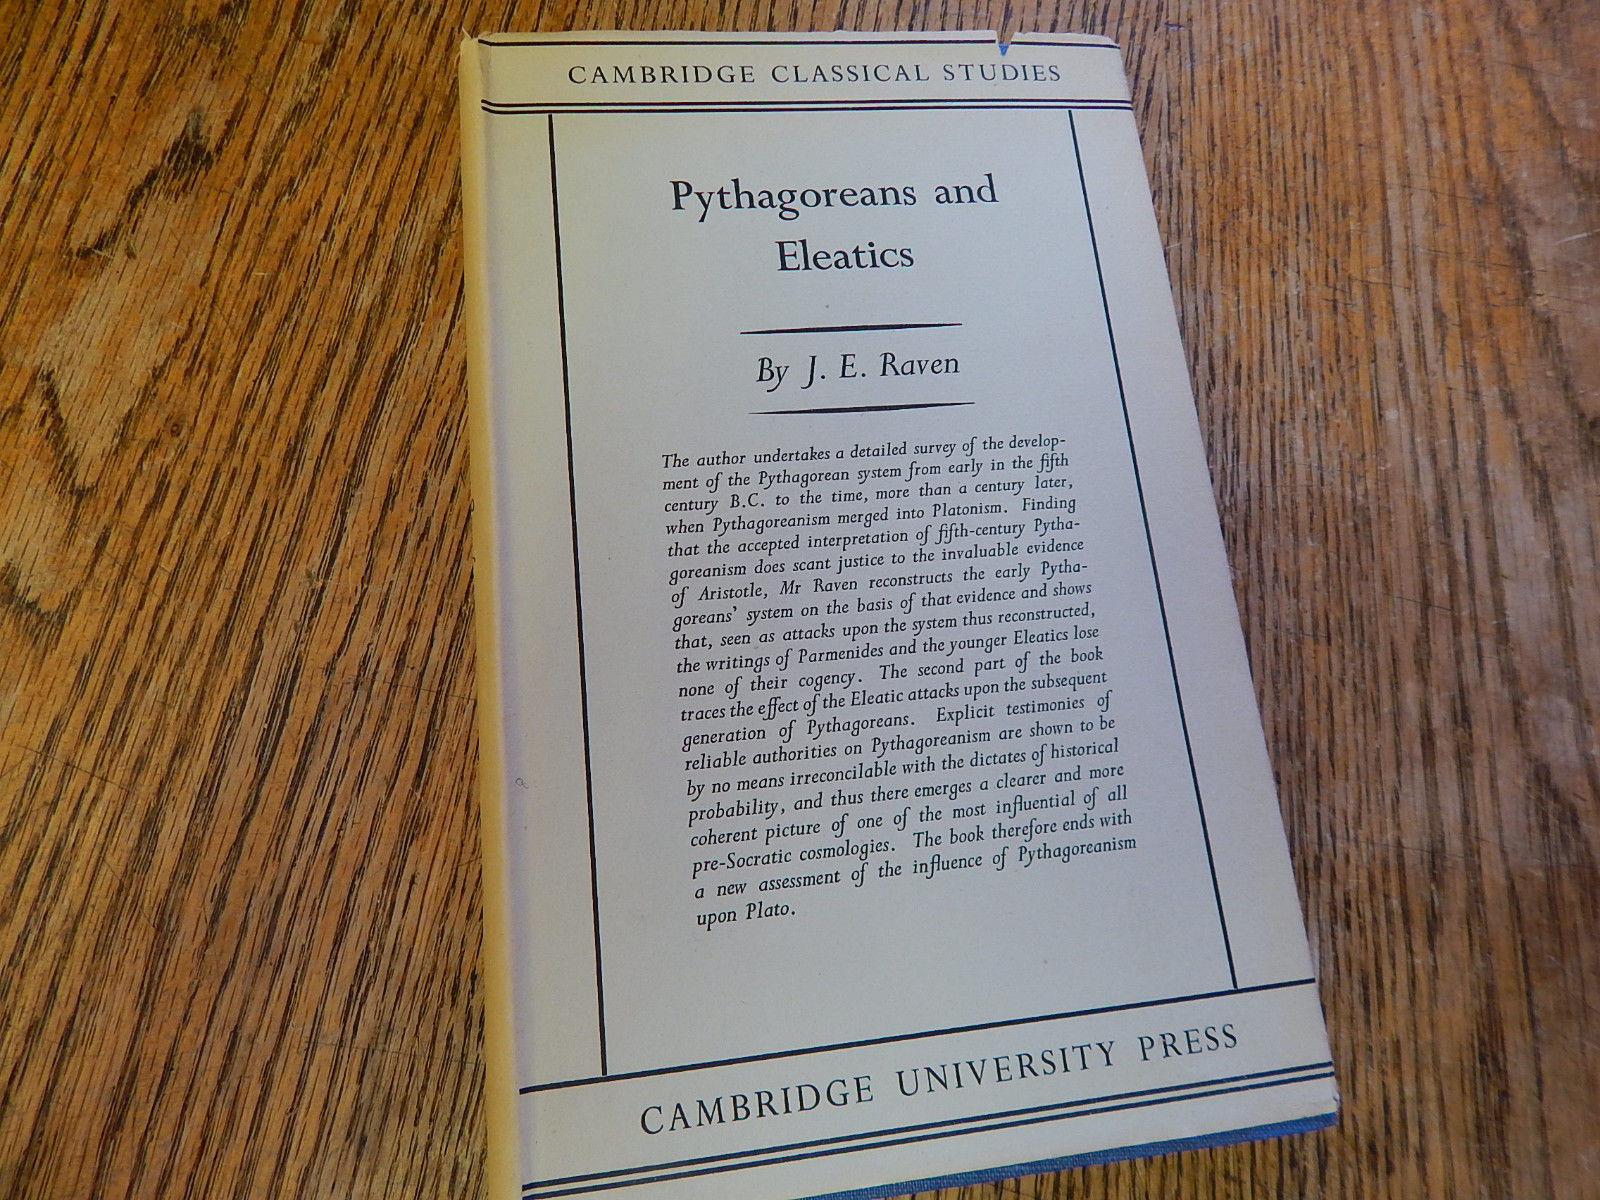 CAMBRIDGE CLASSICAL STUDIES
Pythagoreans and
Eleatics
By J. E. Raven
The author undertakes a detailed survey of the develop-
ment of the Pythagorean system from early in the fifth
century B.C. to the time, more than a century later,
when Pythagoreanism merged into Platonism. Finding
that the accepted interpretation of fifth-century Pytha-
goreanism does scant justice to the invaluable evidence
of Aristotle, Mr Raven reconstructs the early Pytha-
goreans' system on the basis of that evidence and shows
that, seen as attacks upon the system thus reconstructed,
the writings of Parmenides and the younger Eleatics lose
none of their cogency. The second part of the book
traces the effect of the Eleatic attacks upon the subsequent
generation of Pythagoreans. Explicit testimonies of
reliable authorities on Pythagoreanism are shown to be
by no means irreconcilable with the dictates of historical
probability, and thus there emerges a clearer and more
coherent picture of one of the most influential of all
pre-Socratic cosmologies. The book therefore ends with
a new assessment of the influence of Pythagoreanism
upon Plato.
CAMBRIDGE UNIVERSITY PRESS